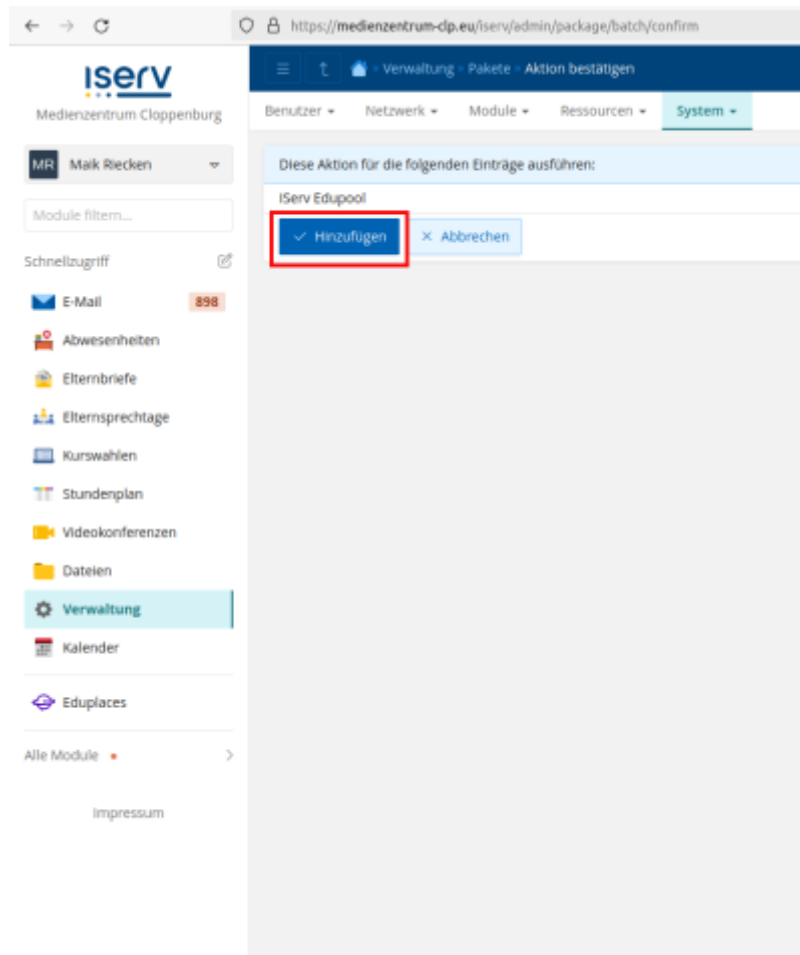 https://medienzentrum-clp.eu/iserv/admin/package/batch/confirm
IServ
Medienzentrum Cloppenburg
Verwaltung Pakete Aktion bestätigen
Benutzer Netzwerk Module Ressourcen System
MR Maik Riecken
Diese Aktion für die folgenden Einträge ausführen:
IServ Edupool
Hinzufügen Abbrechen
Module filtern...
Schnellzugriff
E-Mail 898
Abwesenheiten
Elternbriefe
Elternsprechtage
Kurswahlen
Stundenplan
Videokonferenzen
Dateien
Verwaltung
Kalender
Eduplaces
Alle Module
Impressum